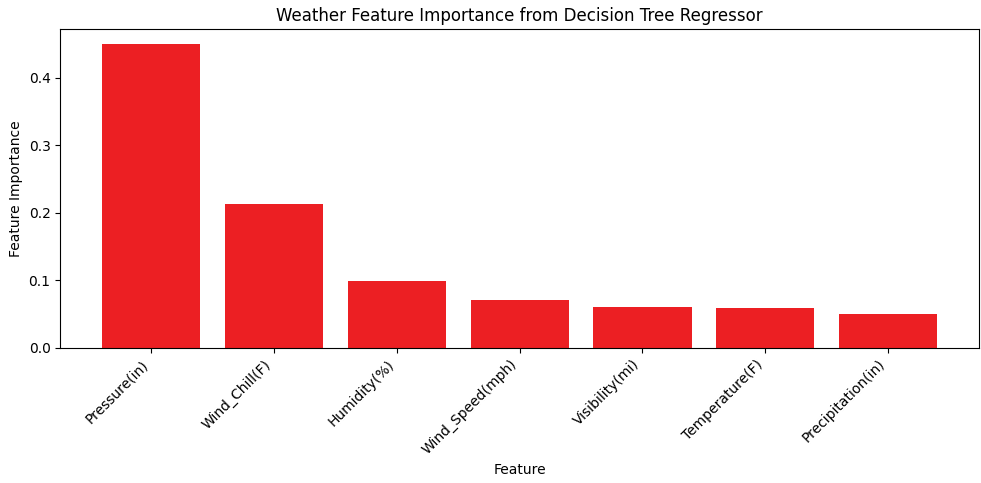 Weather Feature Importance from Decision Tree Regressor
Feature Importance
0.4
0.3
0.2
0.1
0.0
Pressure(in)
Wind_Chill(F)
Humidity(%)
Wind_Speed(mph)
Visibility(mi)
Temperature(F)
Precipitation(in)
Feature